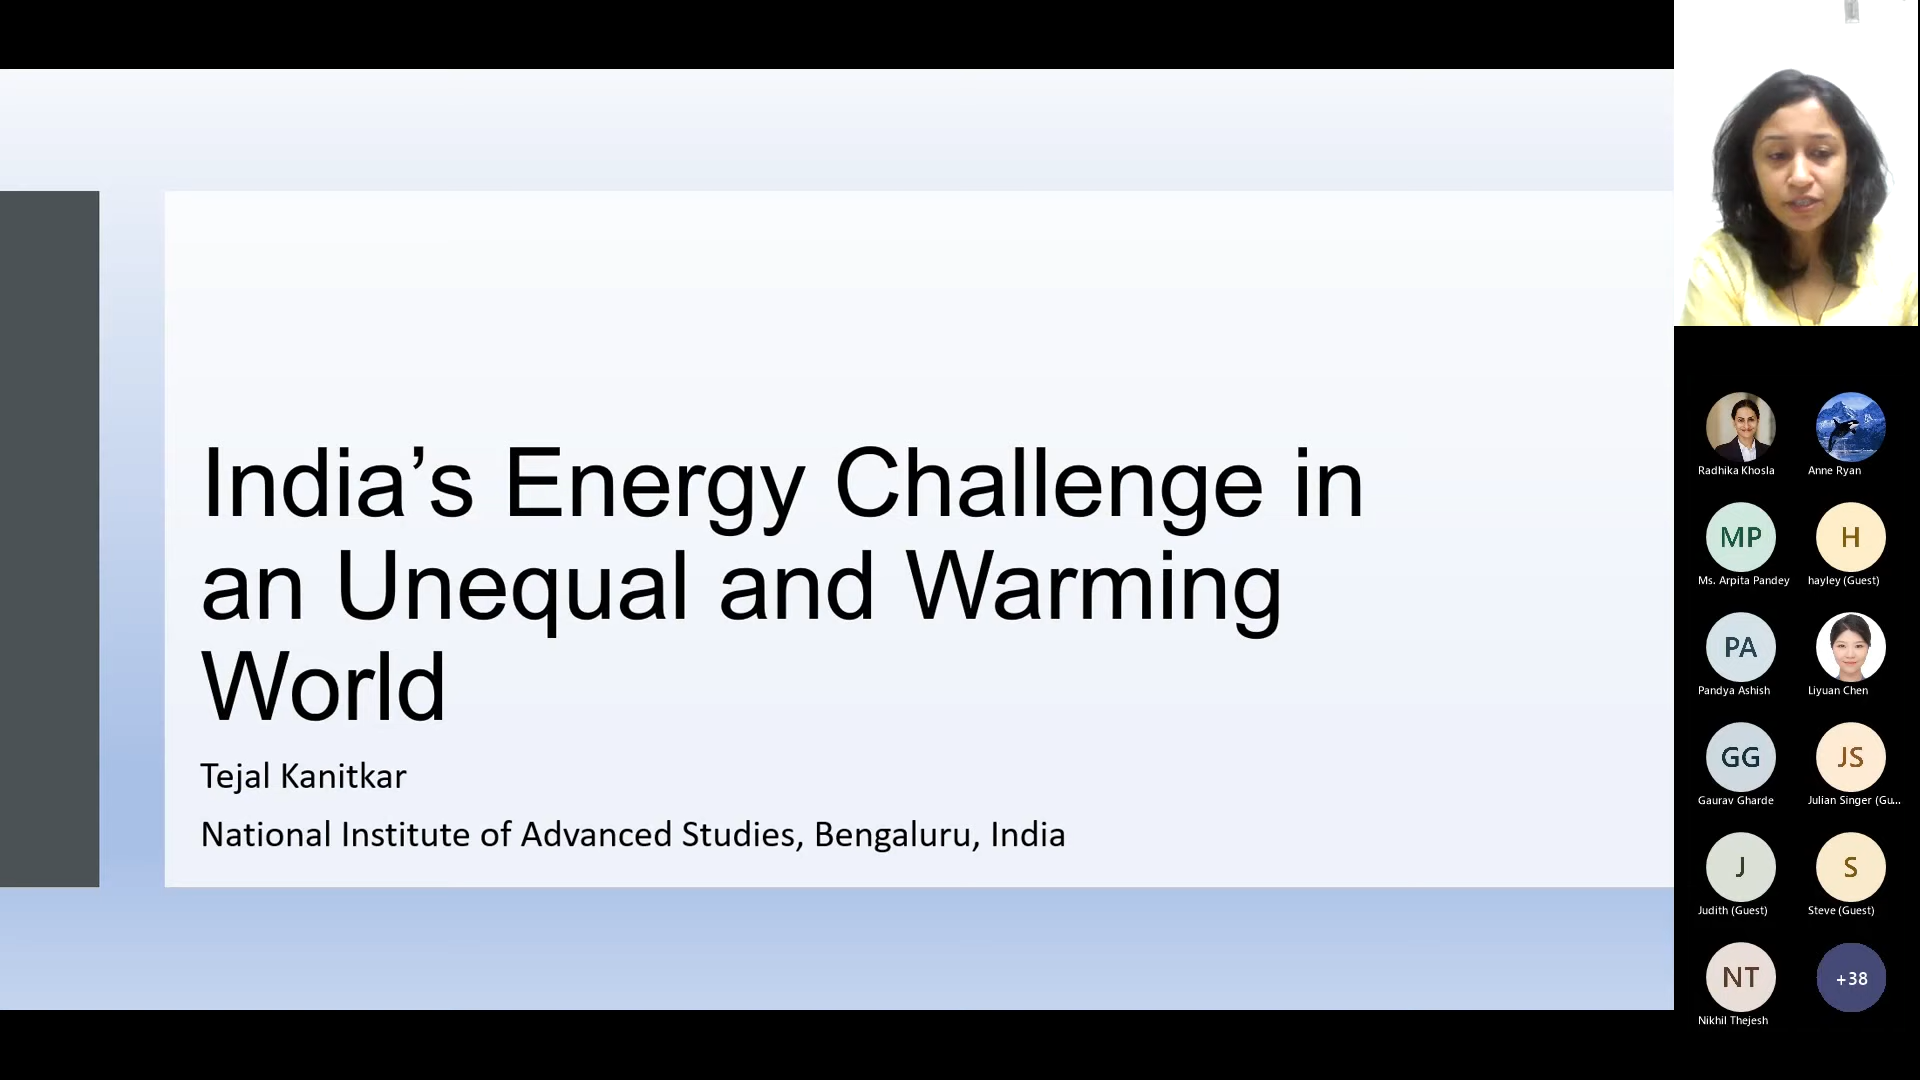 India’s Energy Challenge in
an Unequal and Warming
World
Tejal Kanitkar
National Institute of Advanced Studies, Bengaluru, India
Radhika Khosla
Anne Ryan
MP
Ms. Arpita Pandey
H
hayley (Guest)
PA
Pandya Ashish
Liyuan Chen
GG
Gaurav Gharde
JS
Julian Singer (Gu...
J
Judith (Guest)
S
Steve (Guest)
NT
Nikhil Thejesh
+38